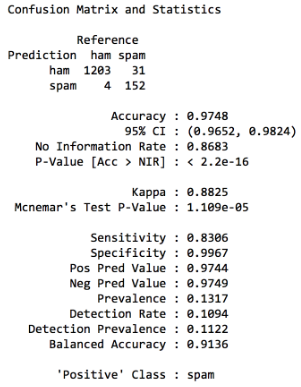 Confusion Matrix and Statistics
Reference
Prediction ham spam
ham 1203 31
spam 4 152
Accuracy : 0.9748
95% CI : (0.9652, 0.9824)
No Information Rate : 0.8683
P-Value [Acc > NIR] : < 2.2e-16
Kappa : 0.8825
Mcnemar's Test P-Value : 1.109e-05
Sensitivity : 0.8306
Specificity : 0.9967
Pos Pred Value : 0.9744
Neg Pred Value : 0.9749
Prevalence : 0.1317
Detection Rate : 0.1094
Detection Prevalence : 0.1122
Balanced Accuracy : 0.9136
'Positive' Class : spam